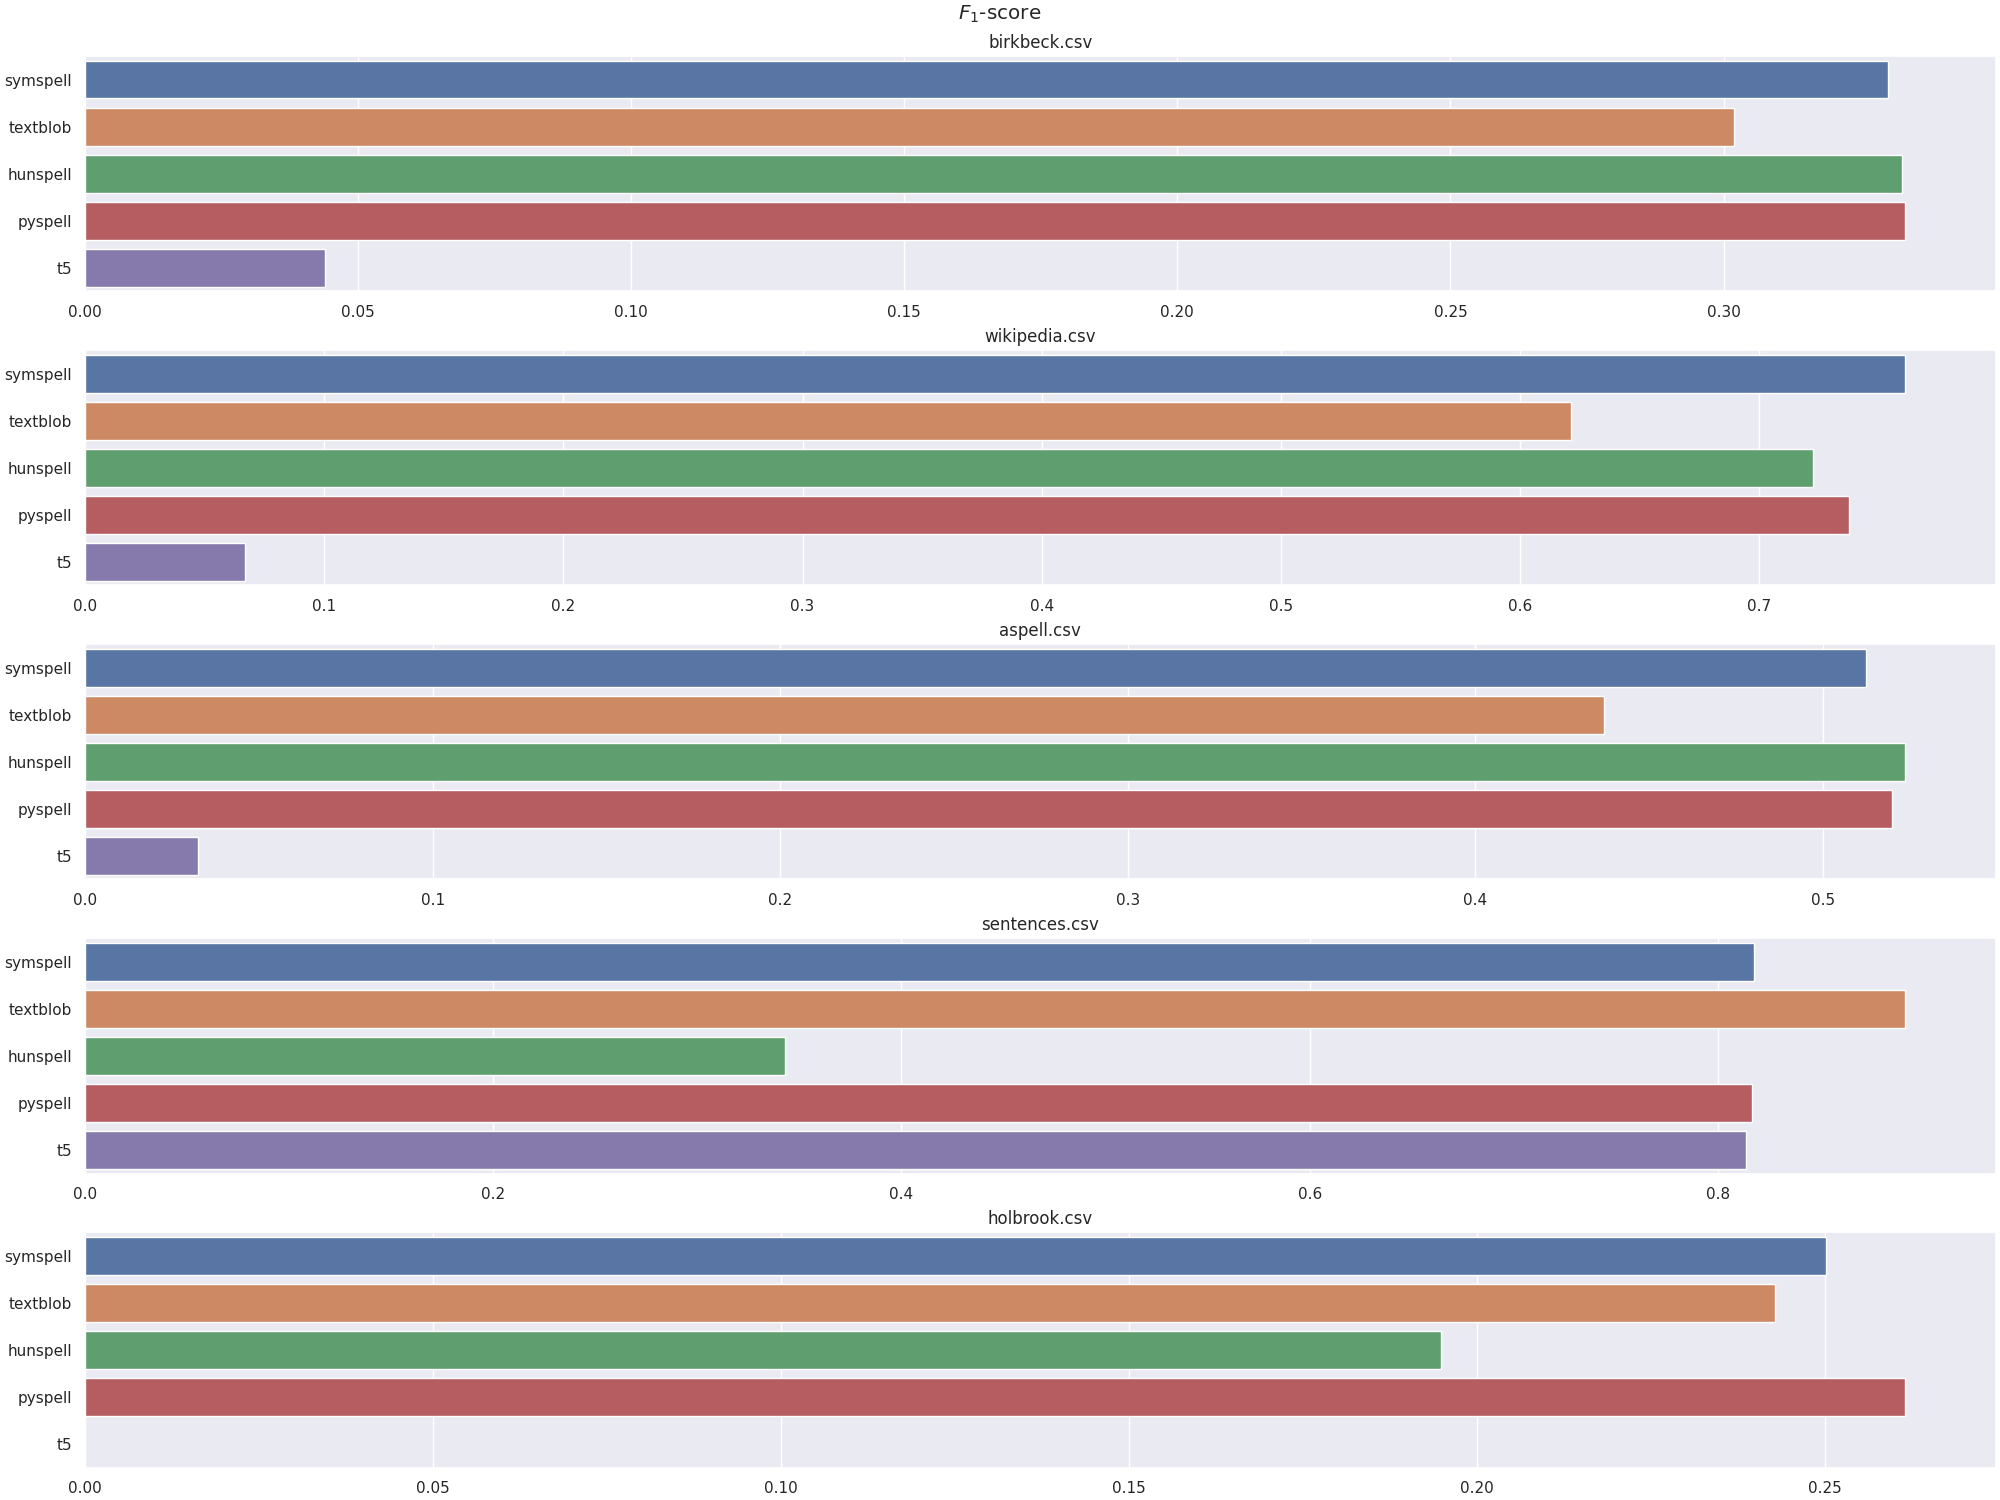 F1-score
birkbeck.csv
symspell
textblob
hunspell
pyspell
t5
0.00 0.05 0.10 0.15 0.20 0.25 0.30
wikipedia.csv
symspell
textblob
hunspell
pyspell
t5
0.0 0.1 0.2 0.3 0.4 0.5 0.6 0.7
aspell.csv
symspell
textblob
hunspell
pyspell
t5
0.0 0.1 0.2 0.3 0.4 0.5
sentences.csv
symspell
textblob
hunspell
pyspell
t5
0.0 0.2 0.4 0.6 0.8
holbrook.csv
symspell
textblob
hunspell
pyspell
t5
0.00 0.05 0.10 0.15 0.20 0.25